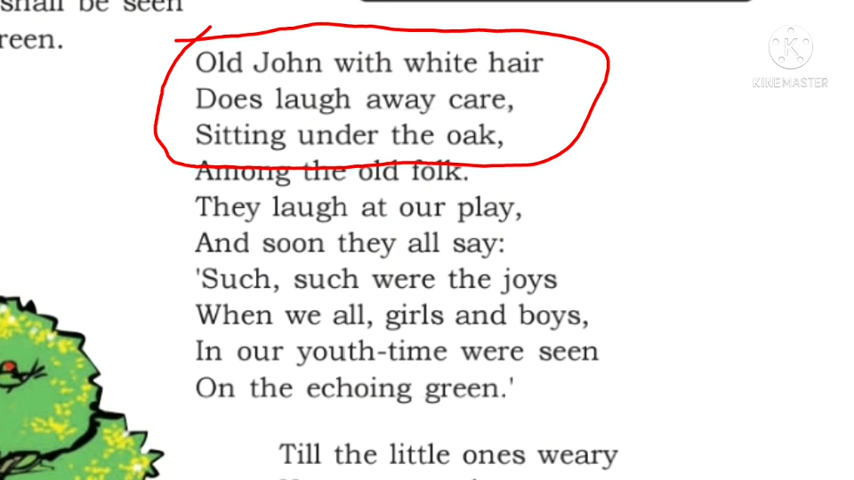 shall be seen
reen.
Old John with white hair
Does laugh away care,
Sitting under the oak,
Among the old folk.
They laugh at our play,
And soon they all say:
'Such, such were the joys
When we all, girls and boys,
In our youth-time were seen
On the echoing green.'
Till the little ones weary
KINEMASTER